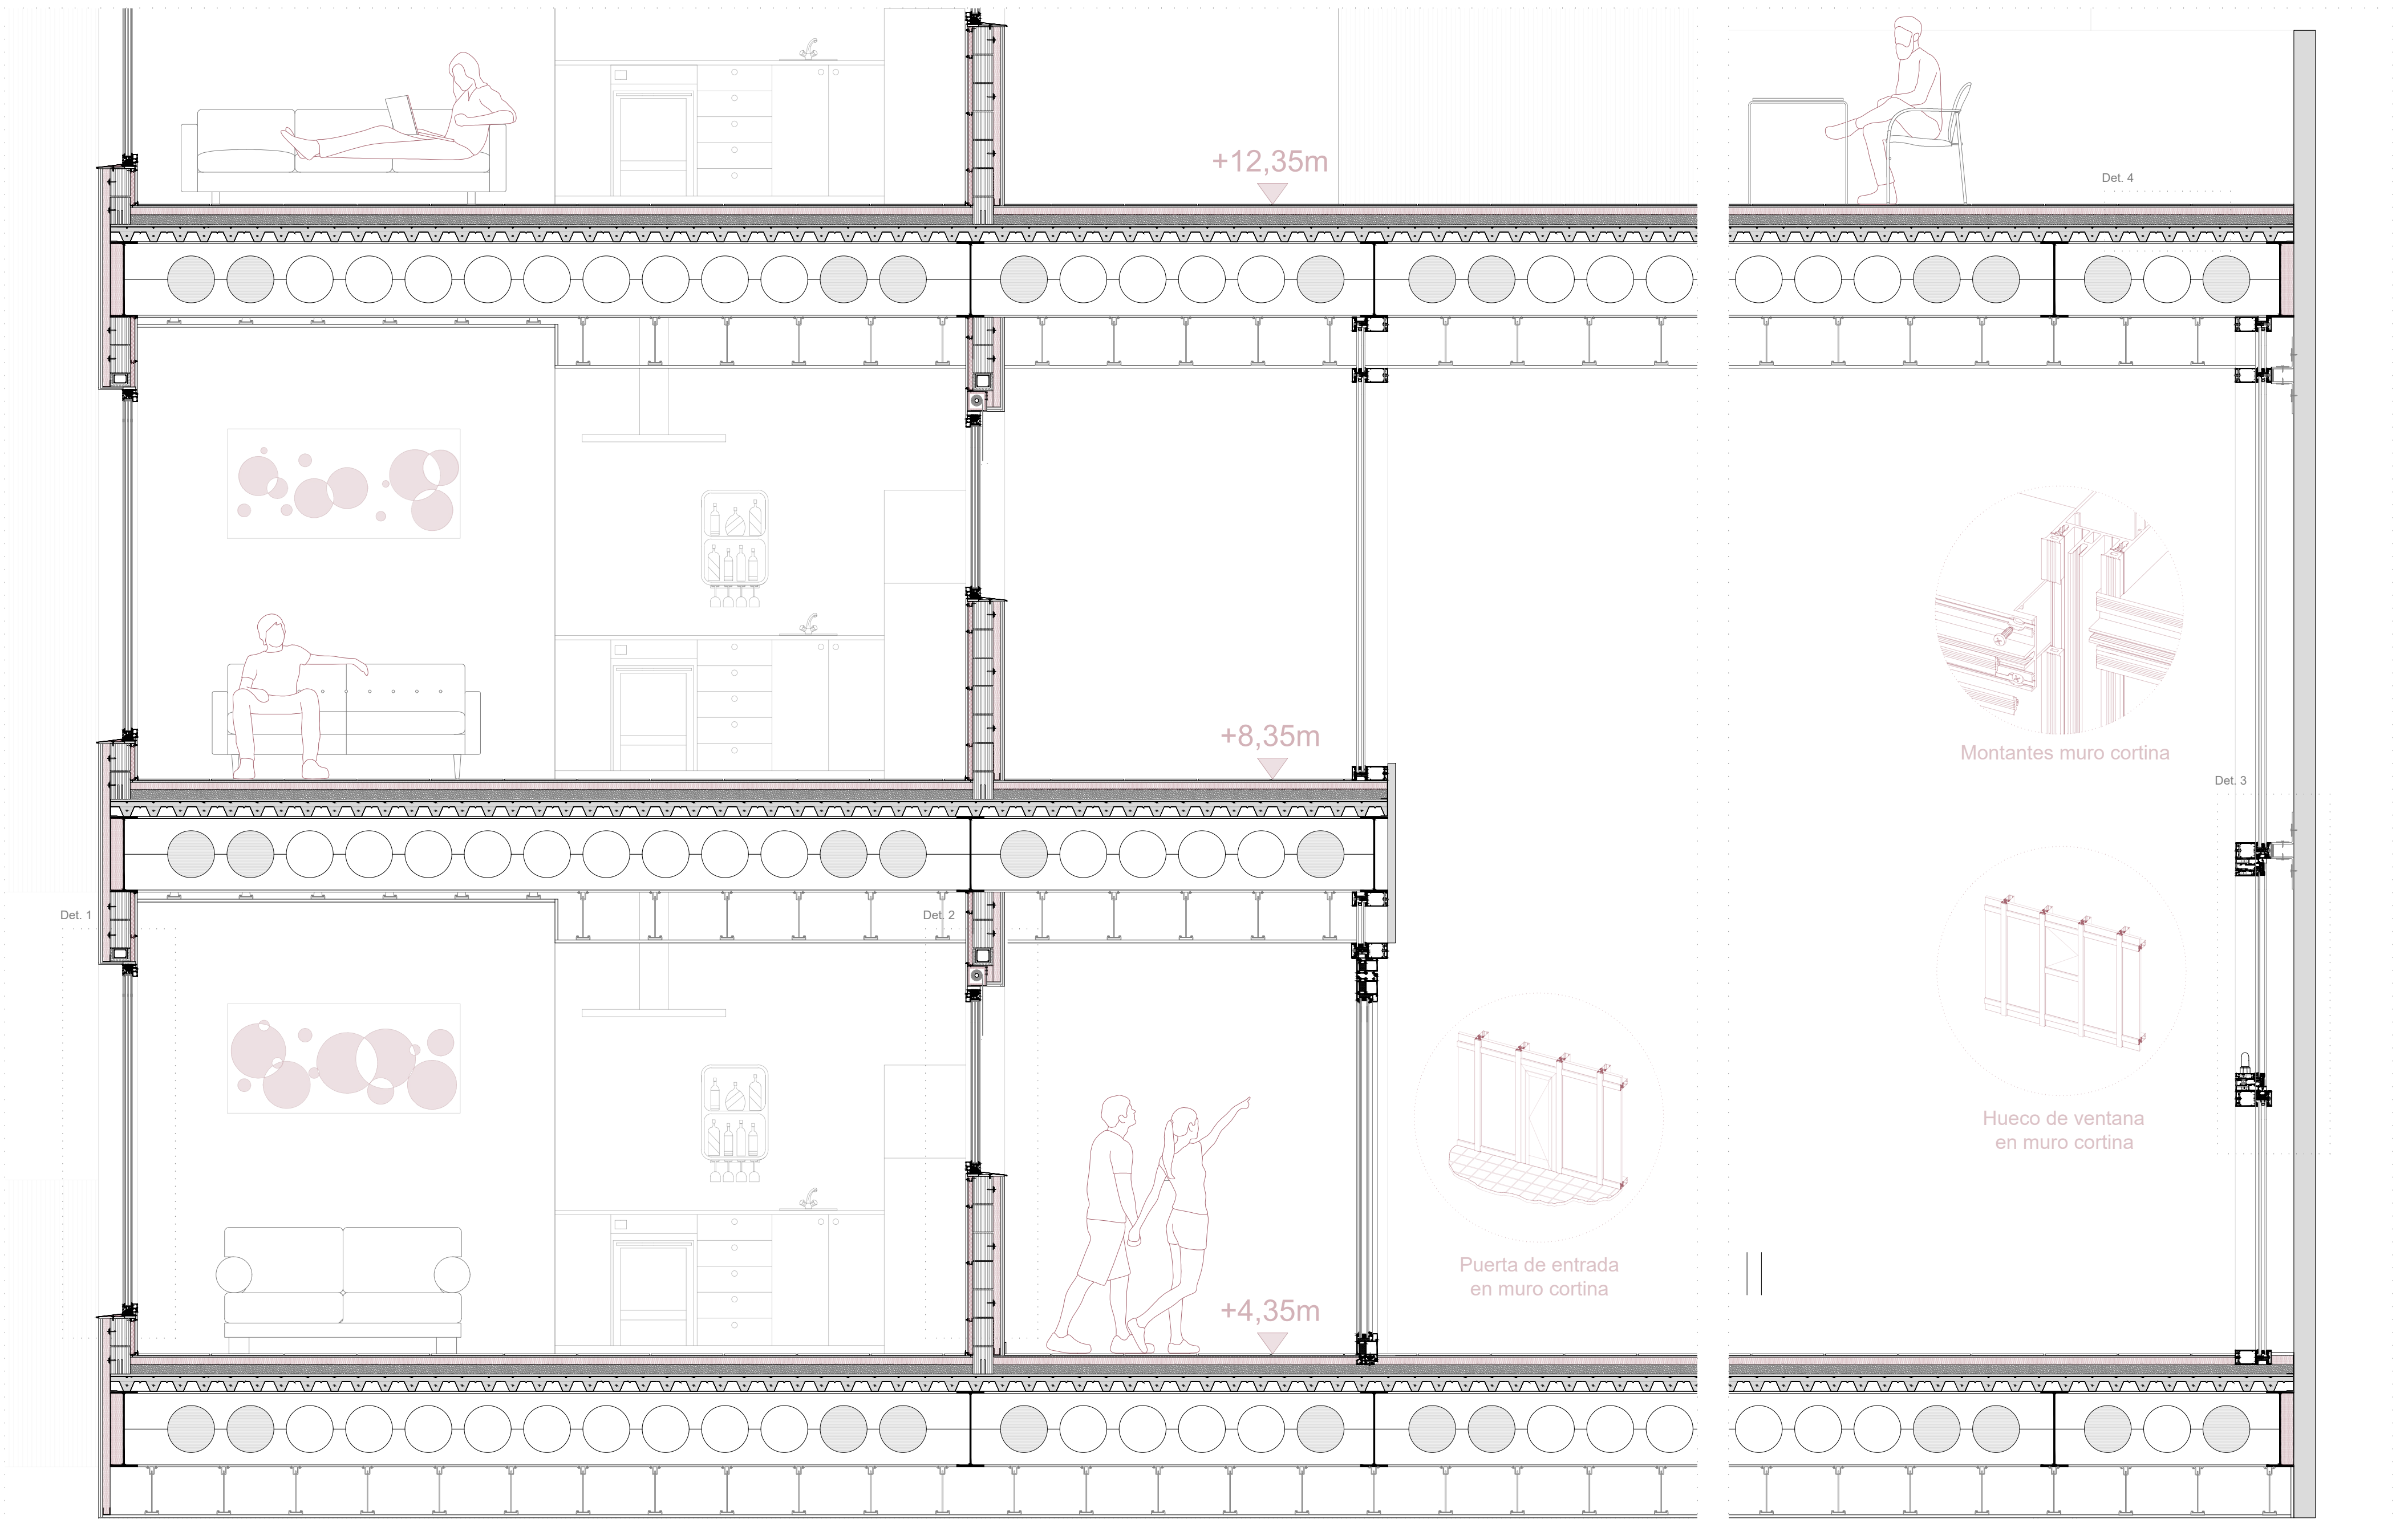 +12,35m
Det. 4
+8,35m
Montantes muro cortina
Det. 3
Det. 1
Det. 2
Hueco de ventana
en muro cortina
Puerta de entrada
en muro cortina
+4,35m